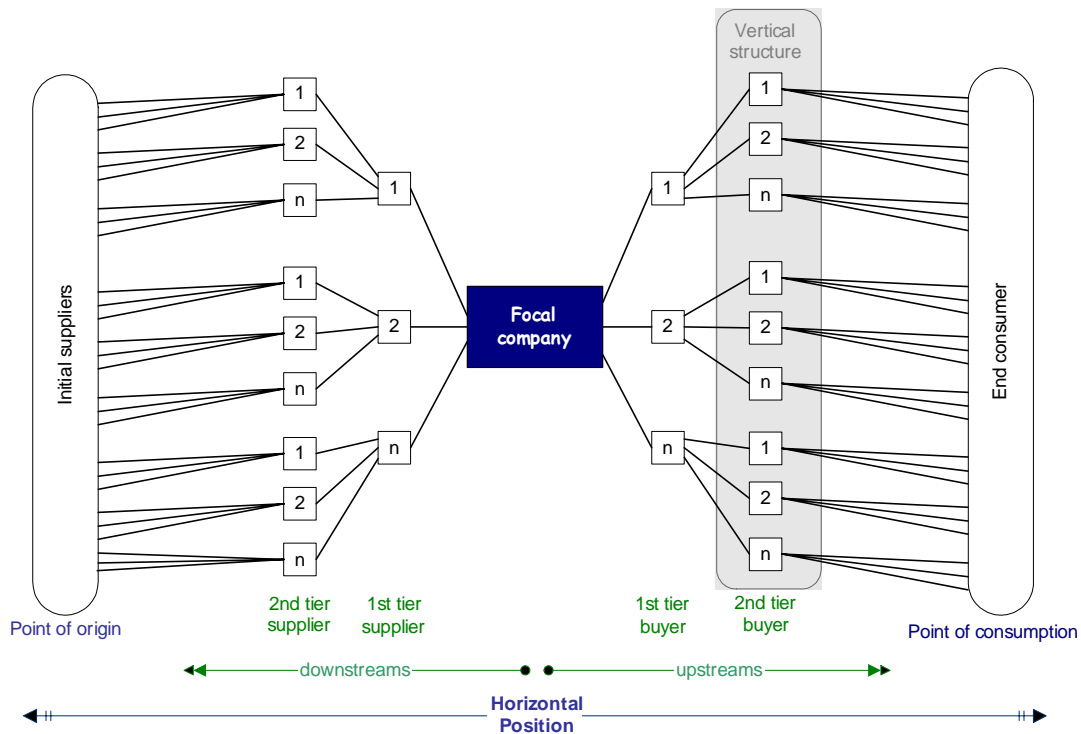 Vertical
structure
1
1
2
2
1
1
n
n
Initial suppliers
End consumer
1
1
2
2
2
2
Focal
company
n
n
1
1
n
n
2
2
n
n
2nd tier
supplier
1st tier
supplier
1st tier
buyer
2nd tier
buyer
Point of origin
Point of consumption
downstreams
upstreams
Horizontal
Position